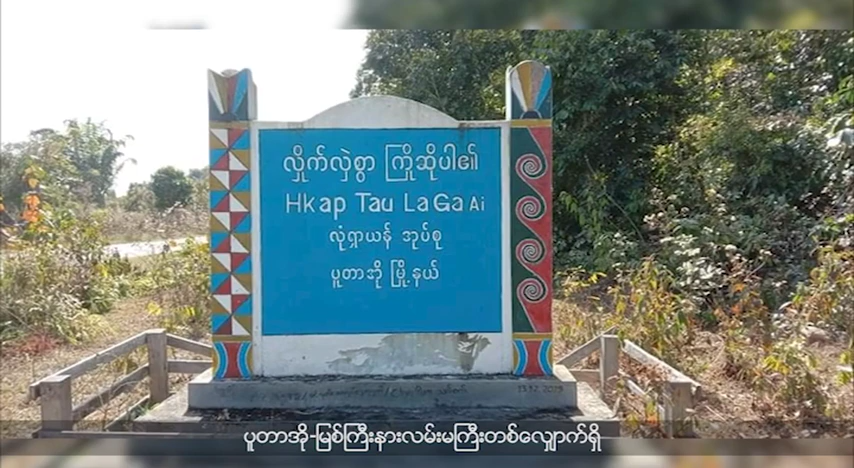 လှိုက်လှဲစွာ ကြိုဆိုပါ၏
Hkap Tau La Ga Ai
လုံရှာယန် အုပ်စု
ပူတာအို မြို့နယ်
ပူတာအို-မြစ်ကြီးနားလမ်းမကြီးတစ်လျှောက်ရှိ